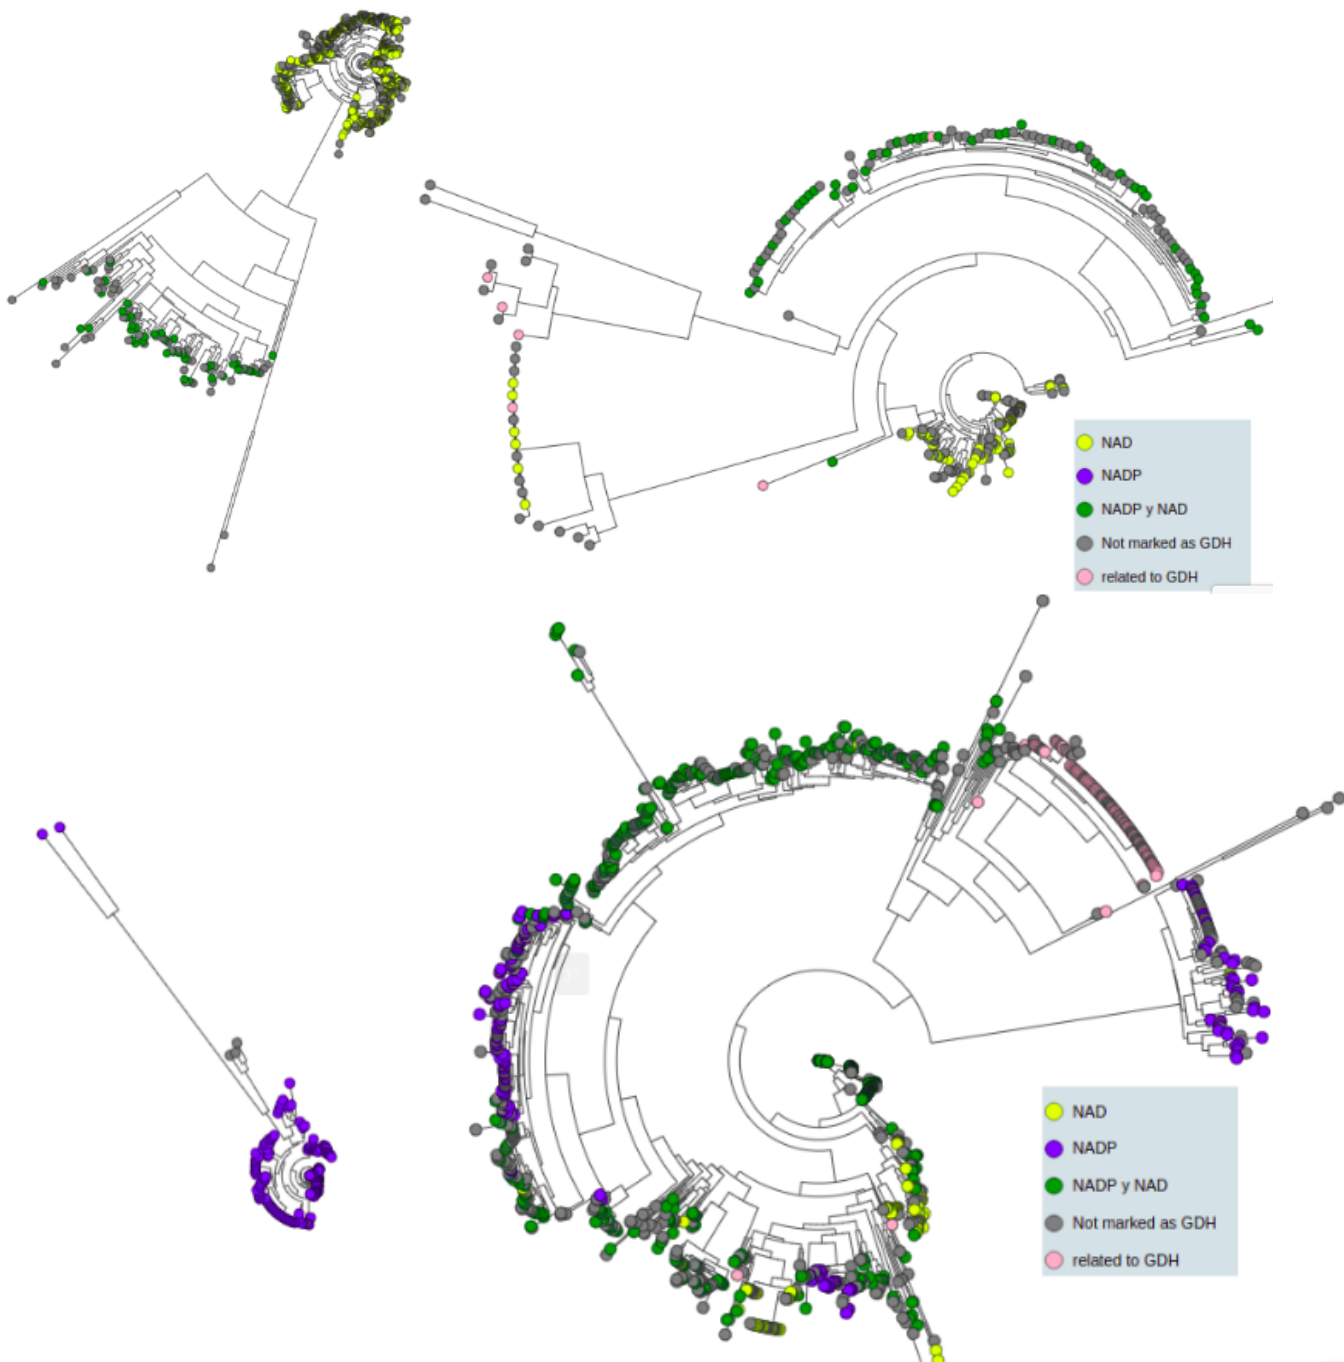 NAD
NADP
NADP y NAD
Not marked as GDH
related to GDH
NAD
NADP
NADP y NAD
Not marked as GDH
related to GDH